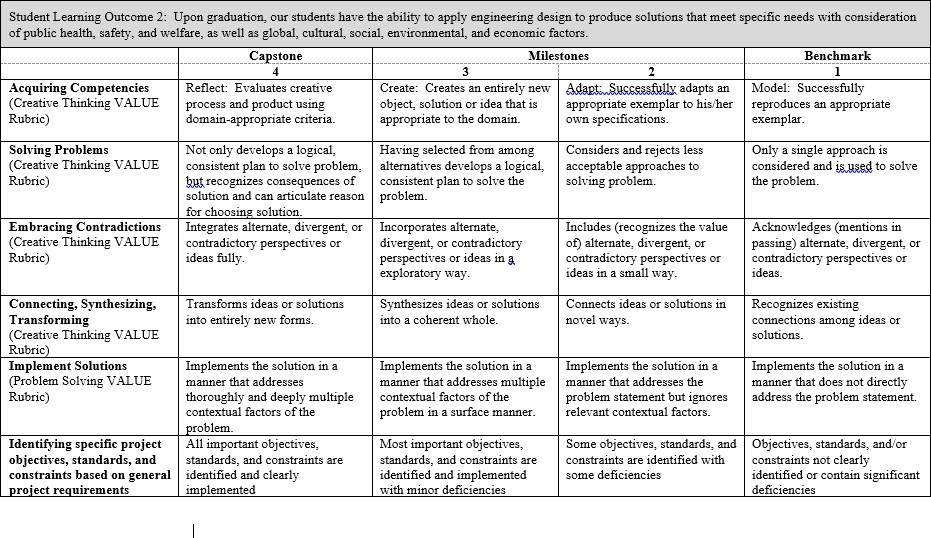 Student Learning Outcome 2:  Upon graduation, our students have the ability to apply engineering design to produce solutions that meet specific needs with consideration
of public health, safety, and welfare, as well as global, cultural, social, environmental, and economic factors.
Capstone
Milestones
Benchmark
4
3
2
1
Acquiring Competencies
(Creative Thinking VALUE
Rubric)
Reflect:  Evaluates creative
process and product using
domain-appropriate criteria.
Create:  Creates an entirely new
object, solution or idea that is
appropriate to the domain.
Adapt:  Successfully adapts an
appropriate exemplar to his/her
own specifications.
Model:  Successfully
reproduces an appropriate
exemplar.
Solving Problems
(Creative Thinking VALUE
Rubric)
Not only develops a logical,
consistent plan to solve problem,
but recognizes consequences of
solution and can articulate reason
for choosing solution.
Having selected from among
alternatives develops a logical,
consistent plan to solve the
problem.
Considers and rejects less
acceptable approaches to
solving problem.
Only a single approach is
considered and is used to solve
the problem.
Embracing Contradictions
(Creative Thinking VALUE
Rubric)
Integrates alternate, divergent, or
contradictory perspectives or
ideas fully.
Incorporates alternate,
divergent, or contradictory
perspectives or ideas in a
exploratory way.
Includes (recognizes the value
of) alternate, divergent, or
contradictory perspectives or
ideas in a small way.
Acknowledges (mentions in
passing) alternate, divergent, or
contradictory perspectives or
ideas.
Connecting, Synthesizing,
Transforming
(Creative Thinking VALUE
Rubric)
Transforms ideas or solutions
into entirely new forms.
Synthesizes ideas or solutions
into a coherent whole.
Connects ideas or solutions in
novel ways.
Recognizes existing
connections among ideas or
solutions.
Implement Solutions
(Problem Solving VALUE
Rubric)
Implements the solution in a
manner that addresses
thoroughly and deeply multiple
contextual factors of the
problem.
Implements the solution in a
manner that addresses multiple
contextual factors of the
problem in a surface manner.
Implements the solution in a
manner that addresses the
problem statement but ignores
relevant contextual factors.
Implements the solution in a
manner that does not directly
address the problem statement.
Identifying specific project
objectives, standards, and
constraints based on general
project requirements
All important objectives,
standards, and constraints are
identified and clearly
implemented
Most important objectives,
standards, and constraints are
identified and implemented
with minor deficiencies
Some objectives, standards, and
constraints are identified with
some deficiencies
Objectives, standards, and/or
constraints not clearly
identified or contain significant
deficiencies